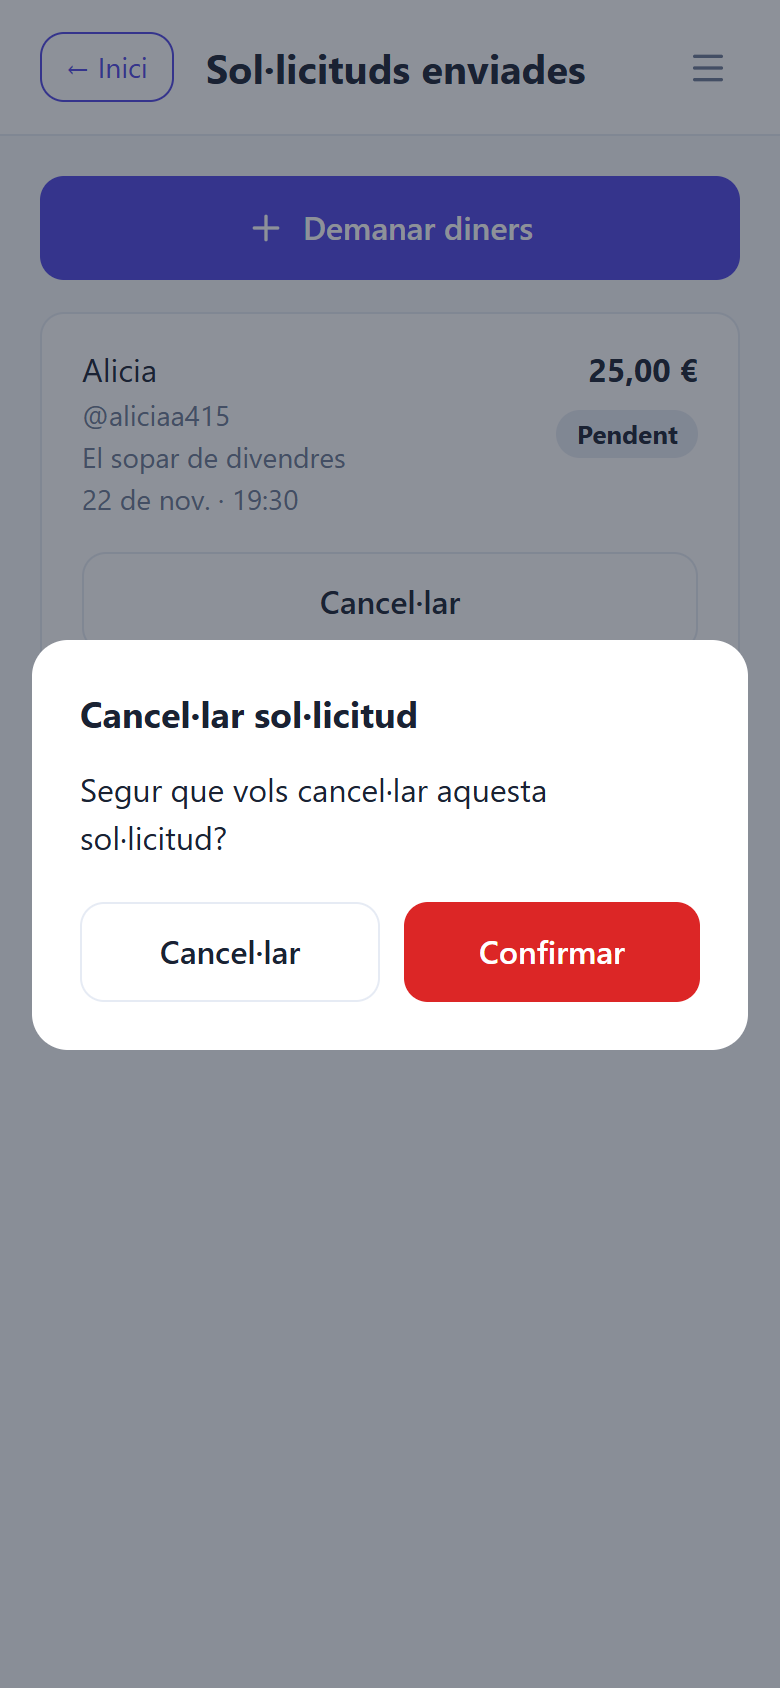 ← Inici
Sol·licituds enviades
Demanar diners
Alicia
25,00 €
@aliciaa415
Pendent
El sopar de divendres
22 de nov. · 19:30
Cancel·lar
Cancel·lar sol·licitud
Segur que vols cancel·lar aquesta
sol·licitud?
Cancel·lar
Confirmar